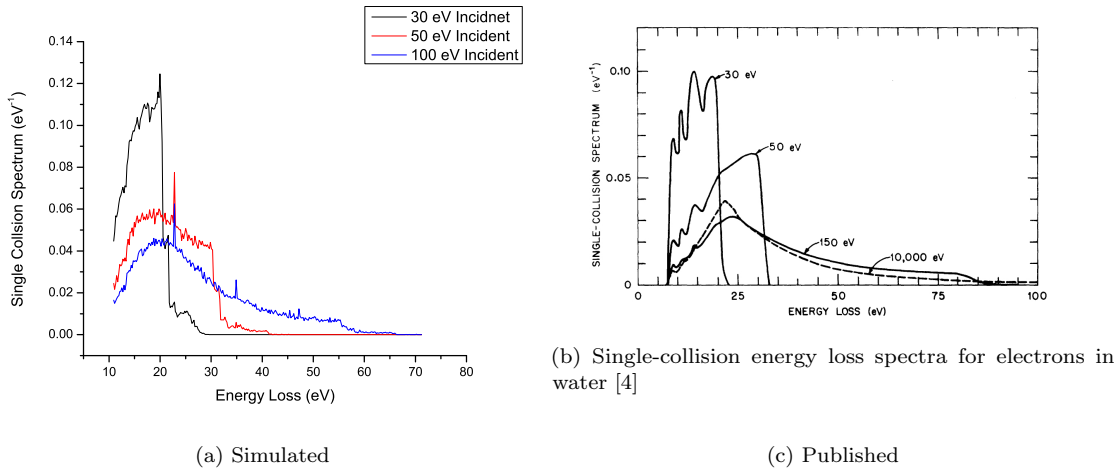 30 eV Incidnet
50 eV Incident
100 eV Incident
0.14
0.12
0.10
0.08
0.06
0.04
0.02
0.00
Single Collision Spectrum (eV-1)
10 20 30 40 50 60 70 80
Energy Loss (eV)
(a) Simulated
SINGLE-COLLISION SPECTRUM (eV-1)
0.10
0.05
0
30 eV
50 eV
150 eV
10,000 eV
0 25 50 75 100
ENERGY LOSS (eV)
(b) Single-collision energy loss spectra for electrons in
water [4]
(c) Published